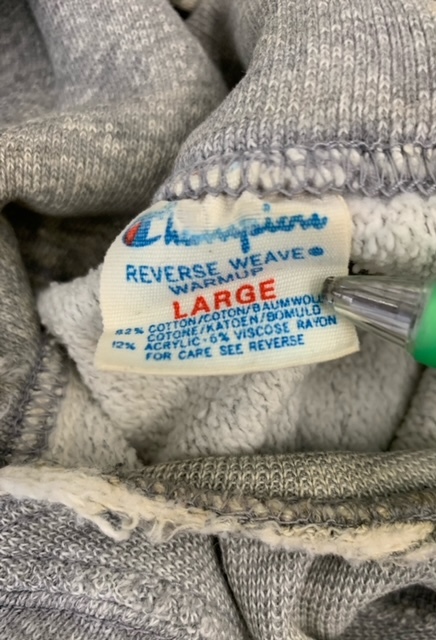 Champion
REVERSE WEAVE®
WARMUP
LARGE
82% COTTON/COTON/BAUMWOLL
COTONE/KATOEN/BOMULD
12% ACRYLIC-6% VISCOSE RAYON
FOR CARE SEE REVERSE